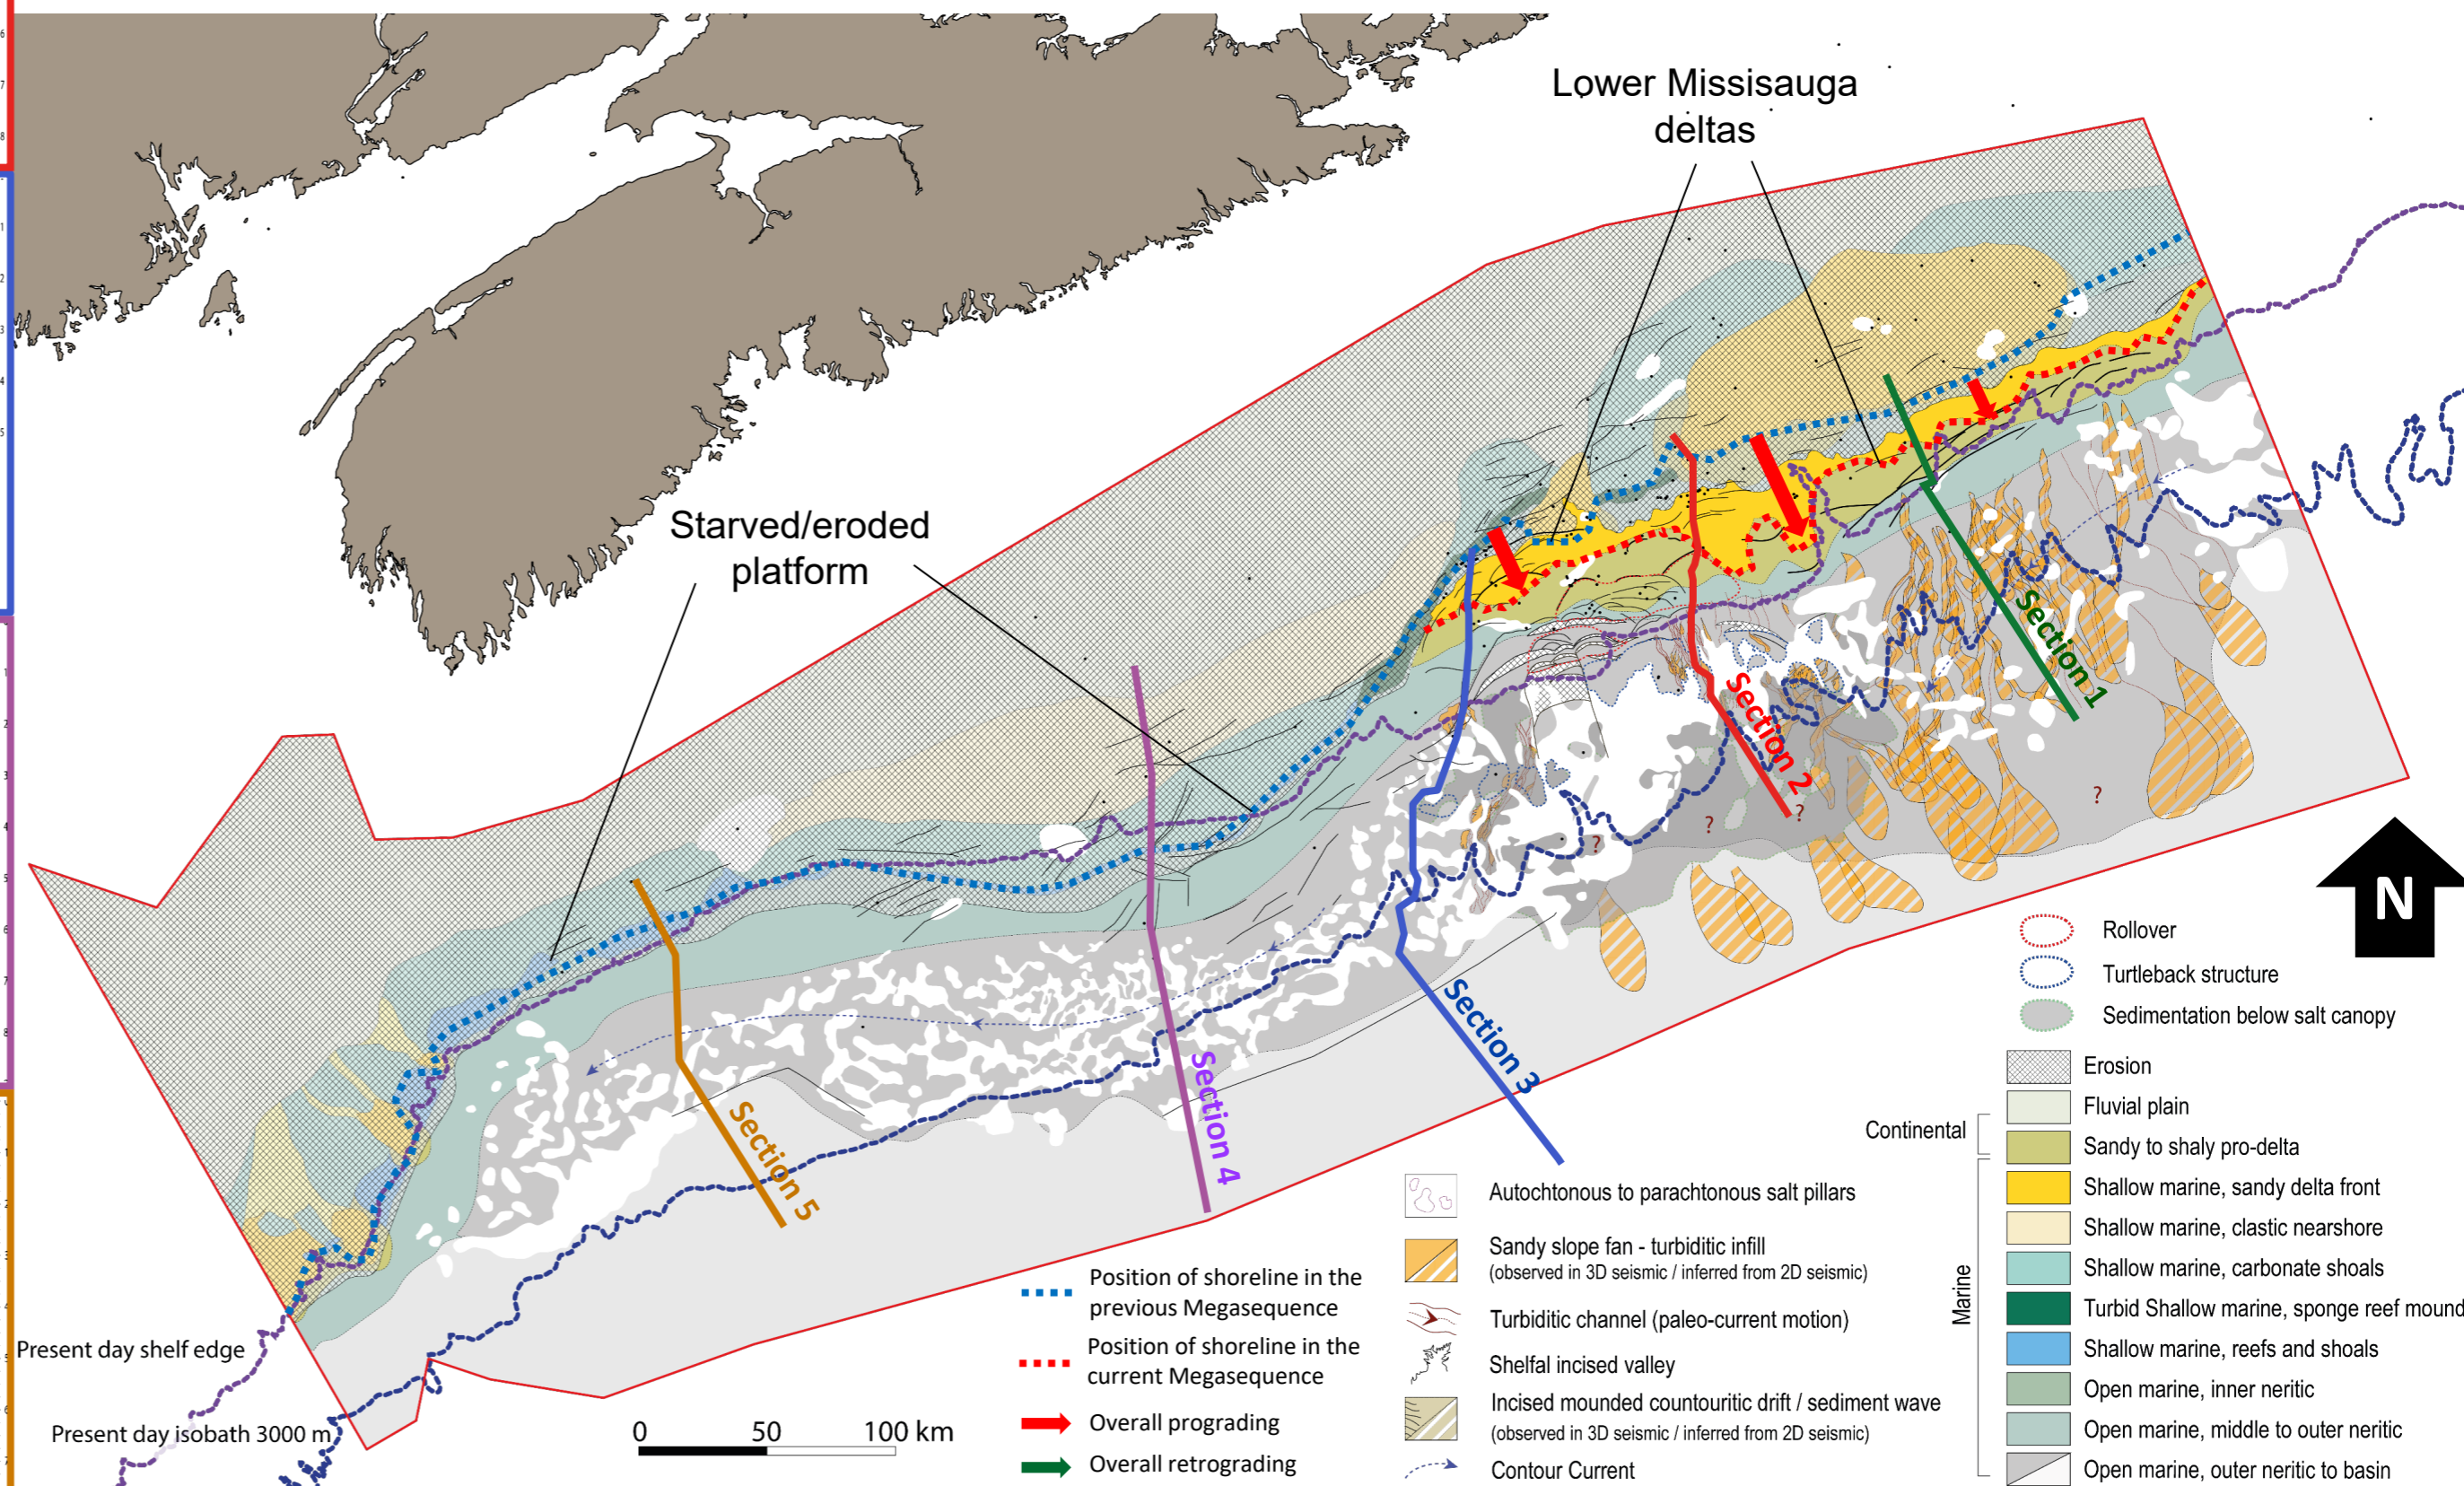 Lower Missisauga
deltas
Starved/eroded
platform
Section 1
Section 2
Section 3
Section 4
Section 5
?
?
?
?
N
Present day shelf edge
Present day isobath 3000 m
0 50 100 km
Position of shoreline in the
previous Megasequence
Position of shoreline in the
current Megasequence
Overall prograding
Overall retrograding
Autochtonous to parachtonous salt pillars
Sandy slope fan - turbiditic infill
(observed in 3D seismic / inferred from 2D seismic)
Turbiditic channel (paleo-current motion)
Shelfal incised valley
Incised mounded countouritic drift / sediment wave
(observed in 3D seismic / inferred from 2D seismic)
Contour Current
Rollover
Turtleback structure
Sedimentation below salt canopy
Erosion
Fluvial plain
Continental
Sandy to shaly pro-delta
Shallow marine, sandy delta front
Shallow marine, clastic nearshore
Shallow marine, carbonate shoals
Marine
Turbid Shallow marine, sponge reef mound
Shallow marine, reefs and shoals
Open marine, inner neritic
Open marine, middle to outer neritic
Open marine, outer neritic to basin